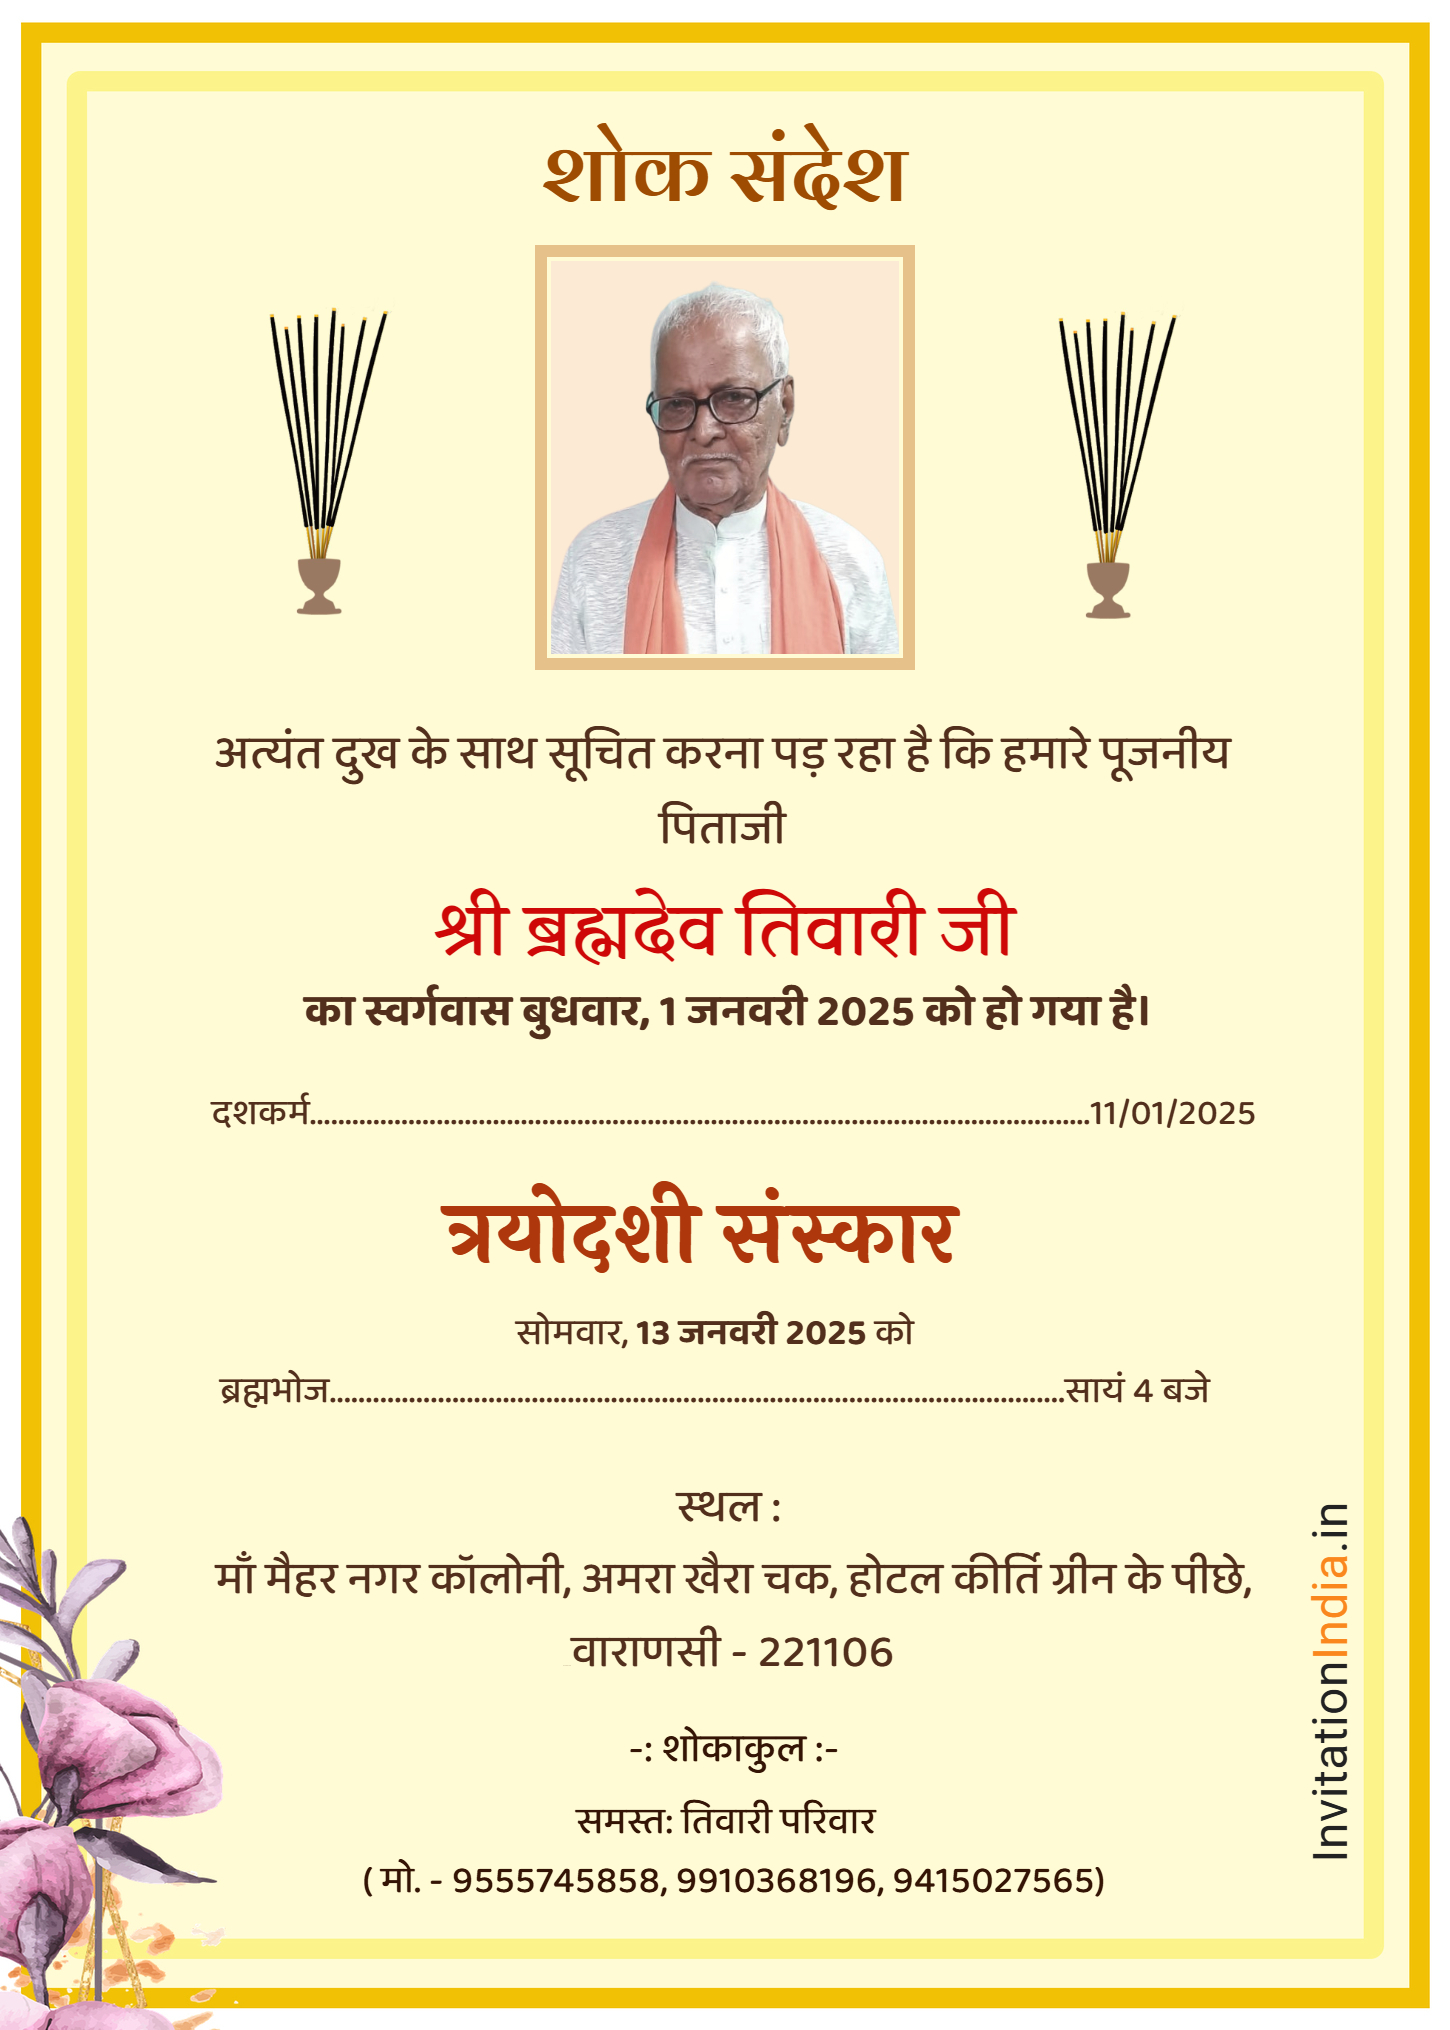 शोक संदेश
अत्यंत दुख के साथ सूचित करना पड़ रहा है कि हमारे पूजनीय
पिताजी
श्री ब्रह्मदेव तिवारी जी
का स्वर्गवास बुधवार, 1 जनवरी 2025 को हो गया है।
दशकर्म..............................................................................................................11/01/2025
त्रयोदशी संस्कार
सोमवार, 13 जनवरी 2025 को
ब्रह्मभोज........................................................................................................सायं 4 बजे
स्थल :
माँ मैहर नगर कॉलोनी, अमरा खैरा चक, होटल कीर्ति ग्रीन के पीछे,
वाराणसी - 221106
-: शोकाकुल :-
समस्त: तिवारी परिवार
( मो. - 9555745858, 9910368196, 9415027565)
InvitationIndia.in